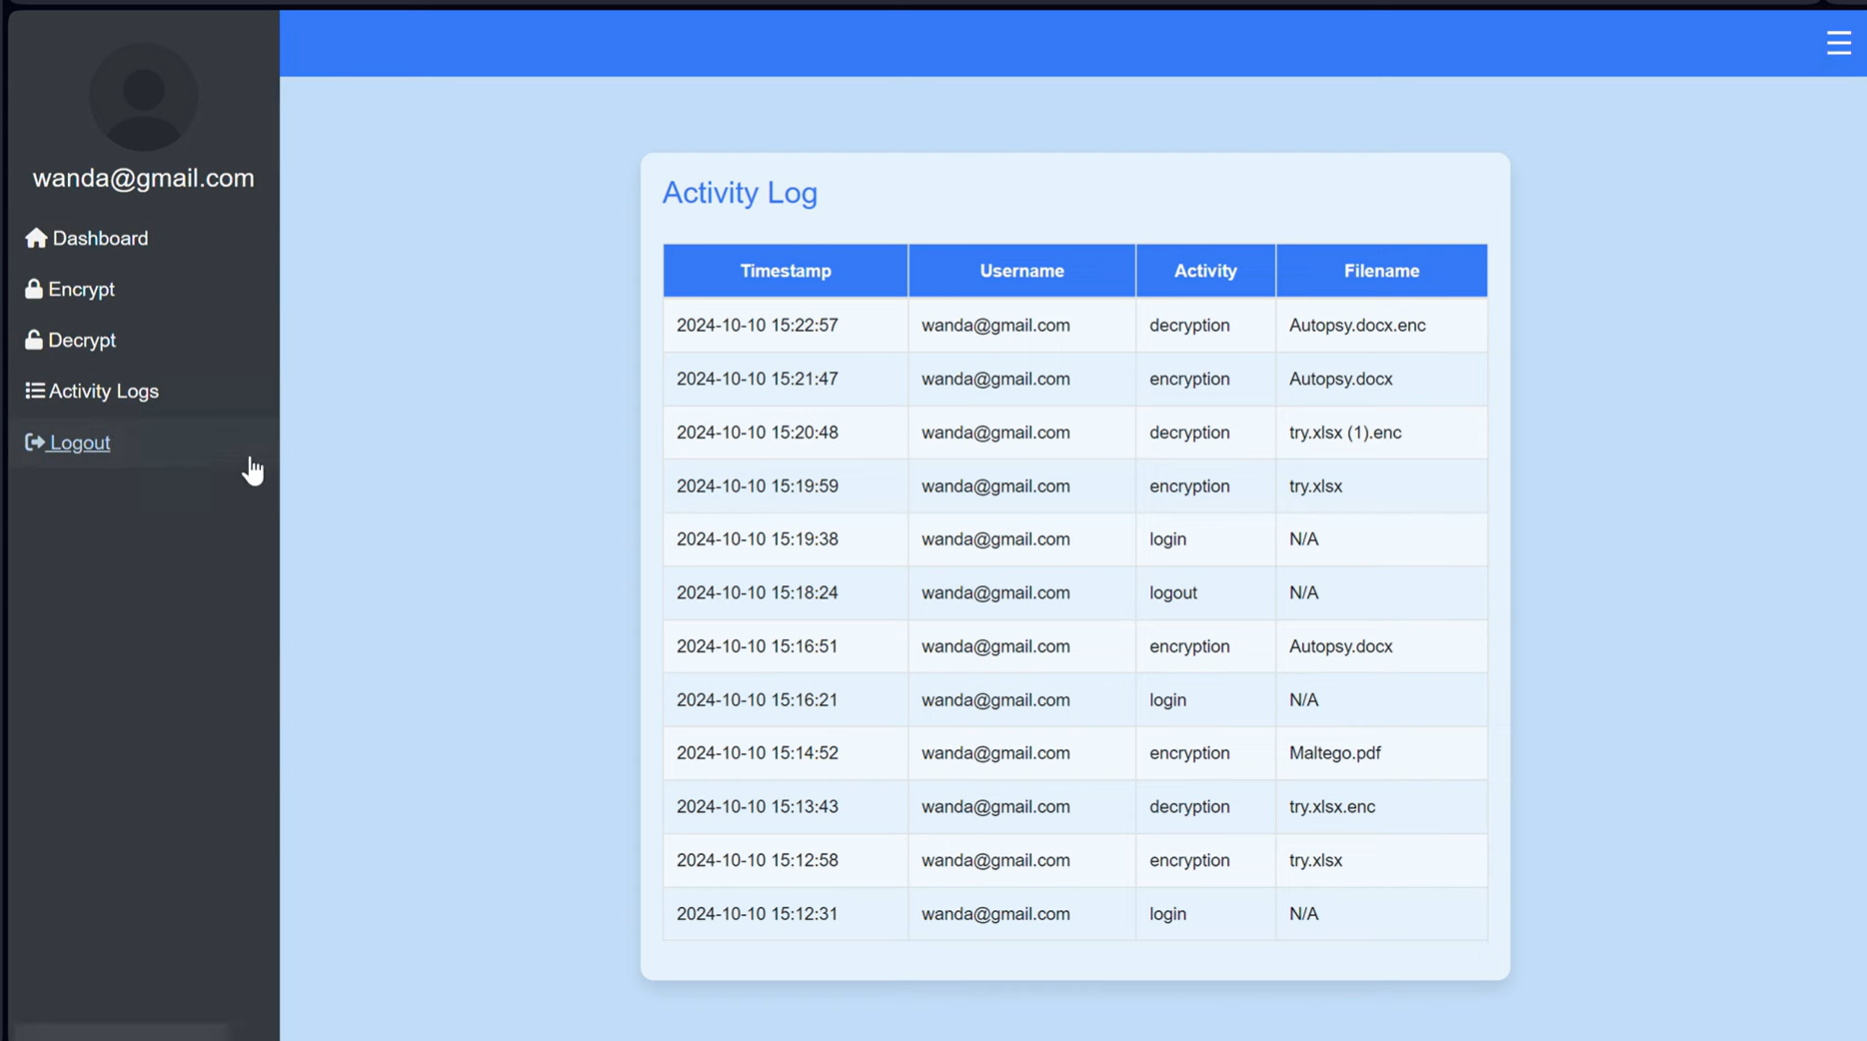 wanda@gmail.com
Dashboard
Encrypt
Decrypt
Activity Logs
Logout
Activity Log
Timestamp Username Activity Filename
2024-10-10 15:22:57 wanda@gmail.com decryption Autopsy.docx.enc
2024-10-10 15:21:47 wanda@gmail.com encryption Autopsy.docx
2024-10-10 15:20:48 wanda@gmail.com decryption try.xlsx (1).enc
2024-10-10 15:19:59 wanda@gmail.com encryption try.xlsx
2024-10-10 15:19:38 wanda@gmail.com login N/A
2024-10-10 15:18:24 wanda@gmail.com logout N/A
2024-10-10 15:16:51 wanda@gmail.com encryption Autopsy.docx
2024-10-10 15:16:21 wanda@gmail.com login N/A
2024-10-10 15:14:52 wanda@gmail.com encryption Maltego.pdf
2024-10-10 15:13:43 wanda@gmail.com decryption try.xlsx.enc
2024-10-10 15:12:58 wanda@gmail.com encryption try.xlsx
2024-10-10 15:12:31 wanda@gmail.com login N/A